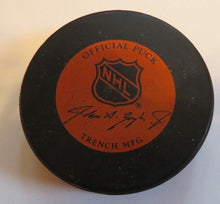 OFFICIAL PUCK
NHL
®
TRENCH MFG.